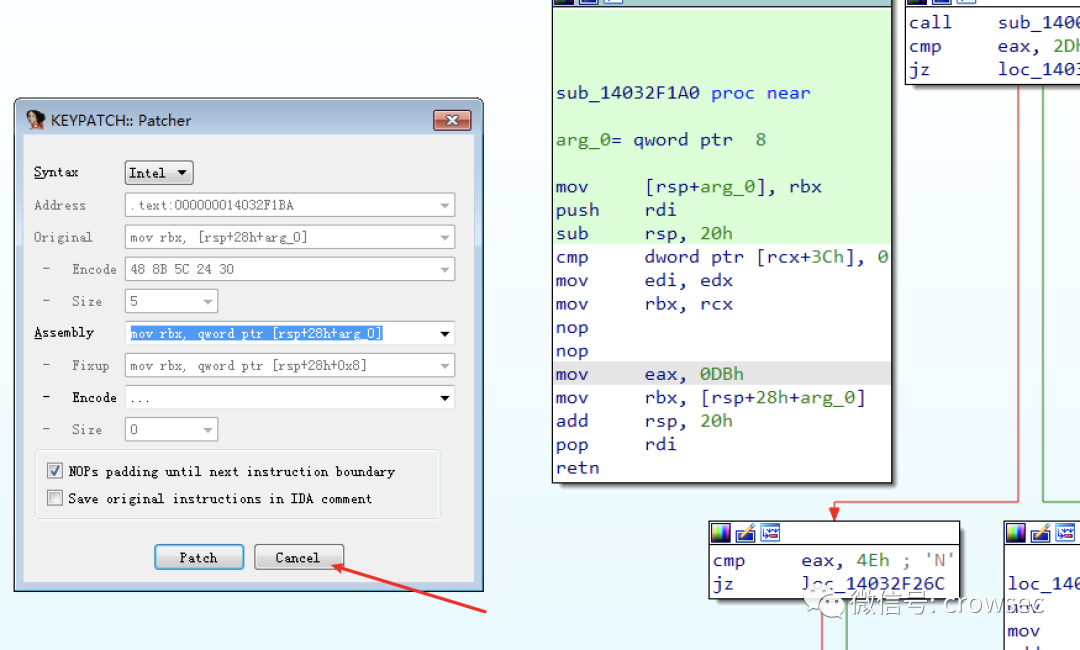 KEYPATCH:: Patcher
Syntax Intel
Address .text:000000014032F1BA
Original mov rbx, [rsp+28h+arg_0]
- Encode 48 8B 5C 24 30
- Size 5
Assembly mov rbx, qword ptr [rsp+28h+arg_0]
- Fixup mov rbx, qword ptr [rsp+28h+0x8]
- Encode ...
- Size 0
NOPs padding until next instruction boundary
Save original instructions in IDA comment
Patch Cancel
sub_14032F1A0 proc near
arg_0= qword ptr 8
mov [rsp+arg_0], rbx
push rdi
sub rsp, 20h
cmp dword ptr [rcx+3Ch], 0
mov edi, edx
mov rbx, rcx
nop
nop
mov eax, 0DBh
mov rbx, [rsp+28h+arg_0]
add rsp, 20h
pop rdi
retn
call sub_1400
cmp eax, 2Dh
jz loc_1403
cmp eax, 4Eh ; 'N'
jz loc_14032F26C
loc_140
mov
微信号: crowsec